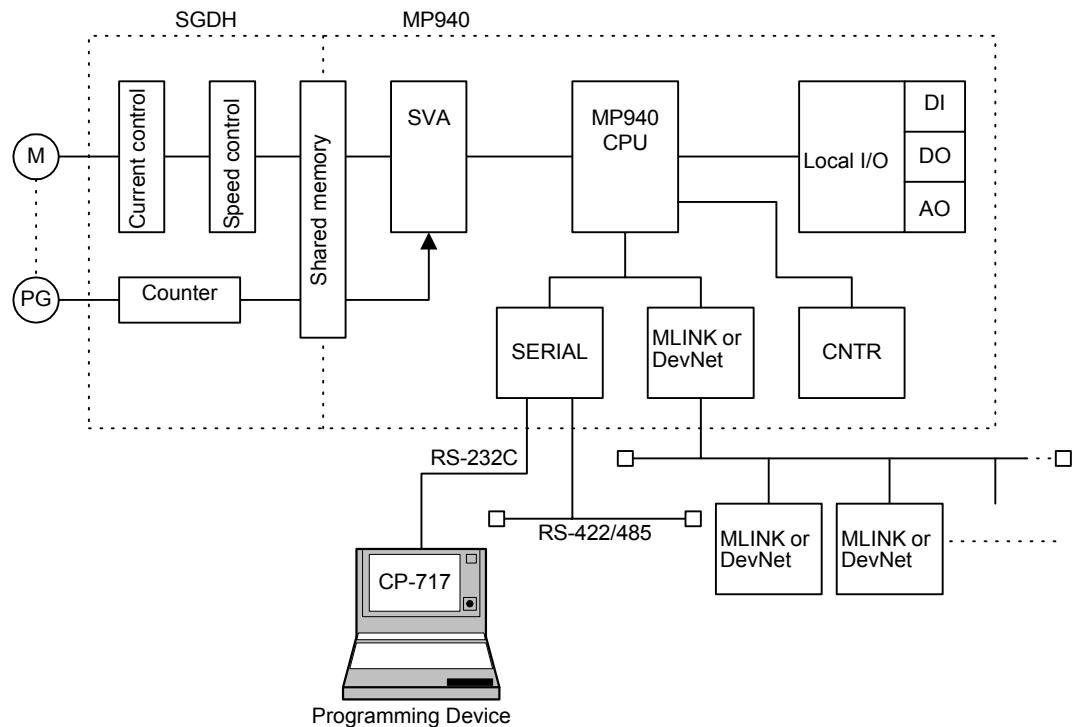 SGDH
MP940
Current control
Speed control
Shared memory
SVA
MP940
CPU
Local I/O
DI
DO
AO
M
PG
Counter
SERIAL
MLINK or
DevNet
CNTR
RS-232C
RS-422/485
MLINK or
DevNet
MLINK or
DevNet
CP-717
Programming Device